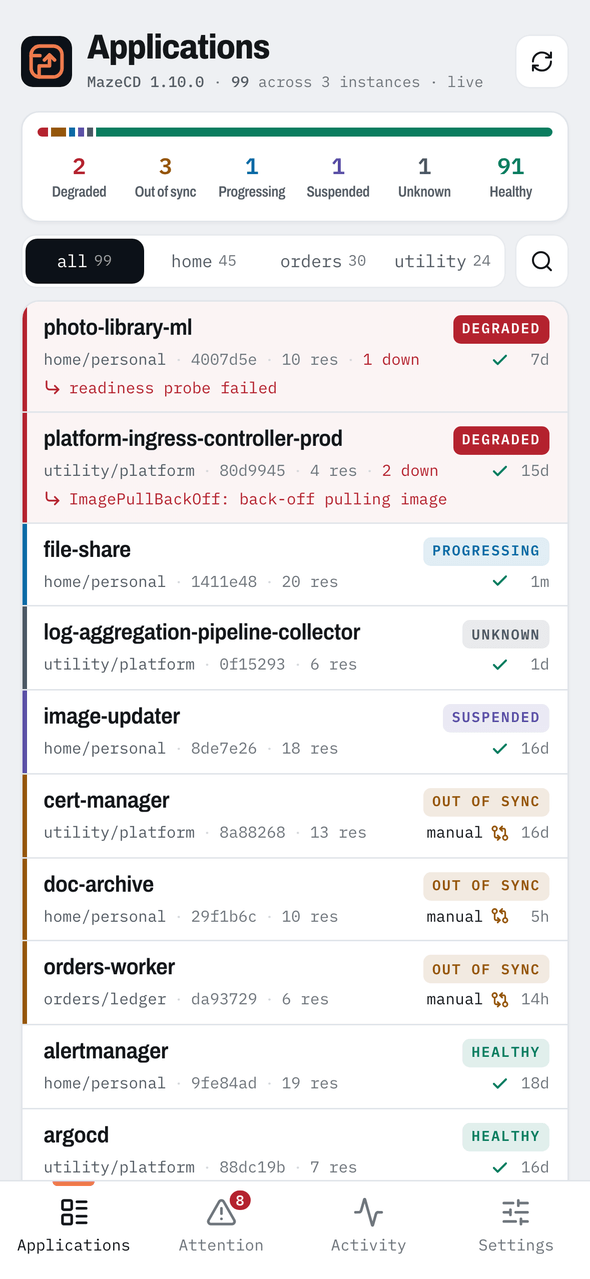 Applications
MazeCD 1.10.0 · 99 across 3 instances · live
2 3 1 1 1 91
Degraded Out of sync Progressing Suspended Unknown Healthy
all 99 home 45 orders 30 utility 24
photo-library-ml DEGRADED
home/personal · 4007d5e · 10 res · 1 down 7d
readiness probe failed
platform-ingress-controller-prod DEGRADED
utility/platform · 80d9945 · 4 res · 2 down 15d
ImagePullBackOff: back-off pulling image
file-share PROGRESSING
home/personal · 1411e48 · 20 res 1m
log-aggregation-pipeline-collector UNKNOWN
utility/platform · 0f15293 · 6 res 1d
image-updater SUSPENDED
home/personal · 8de7e26 · 18 res 16d
cert-manager OUT OF SYNC
utility/platform · 8a88268 · 13 res manual 16d
doc-archive OUT OF SYNC
home/personal · 29f1b6c · 10 res manual 5h
orders-worker OUT OF SYNC
orders/ledger · da93729 · 6 res manual 14h
alertmanager HEALTHY
home/personal · 9fe84ad · 19 res 18d
argocd HEALTHY
utility/platform · 88dc19b · 7 res 16d
8
Applications Attention Activity Settings